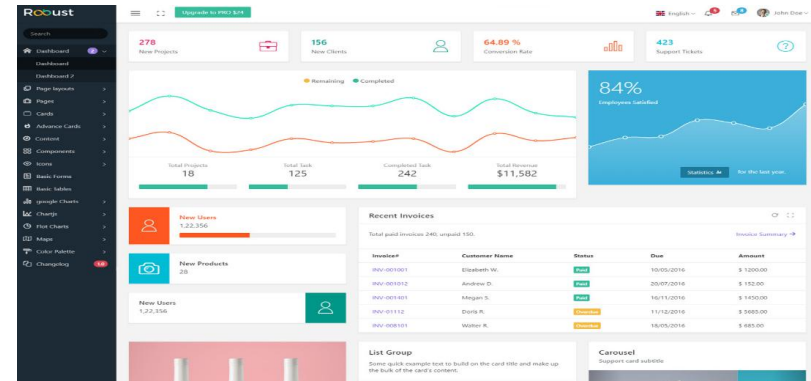 Robust
Upgrade to PRO $24
English
John Doe
Search
Dashboard 2
Dashboard
Dashboard 2
Page layouts
Pages
Cards
Advance Cards
Content
Components
Icons
Basic Forms
Basic Tables
google Charts
Chartjs
Flot Charts
Maps
Color Palette
Changelog
278
New Projects
156
New Clients
64.89 %
Conversion Rate
423
Support Tickets
Remaining Completed
Total Projects
18
Total Task
125
Completed Task
242
Total Revenue
$11,582
84%
Employees Satisfied
Statistics for the last year.
New Users
1,22,356
New Products
28
New Users
1,22,356
Recent Invoices
Total paid invoices 240, unpaid 150.
Invoice Summary
Invoice# Customer Name Status Due Amount
INV-001001 Elizabeth W. Paid 10/05/2016 $ 1200.00
INV-001012 Andrew D. Paid 20/07/2016 $ 152.00
INV-001401 Megan S. Paid 16/11/2016 $ 1450.00
INV-01112 Doris R. Overdue 11/12/2016 $ 5685.00
INV-008101 Walter R. Overdue 18/05/2016 $ 685.00
List Group
Some quick example text to build on the card title and make up
the bulk of the card's content.
Carousel
Support card subtitle